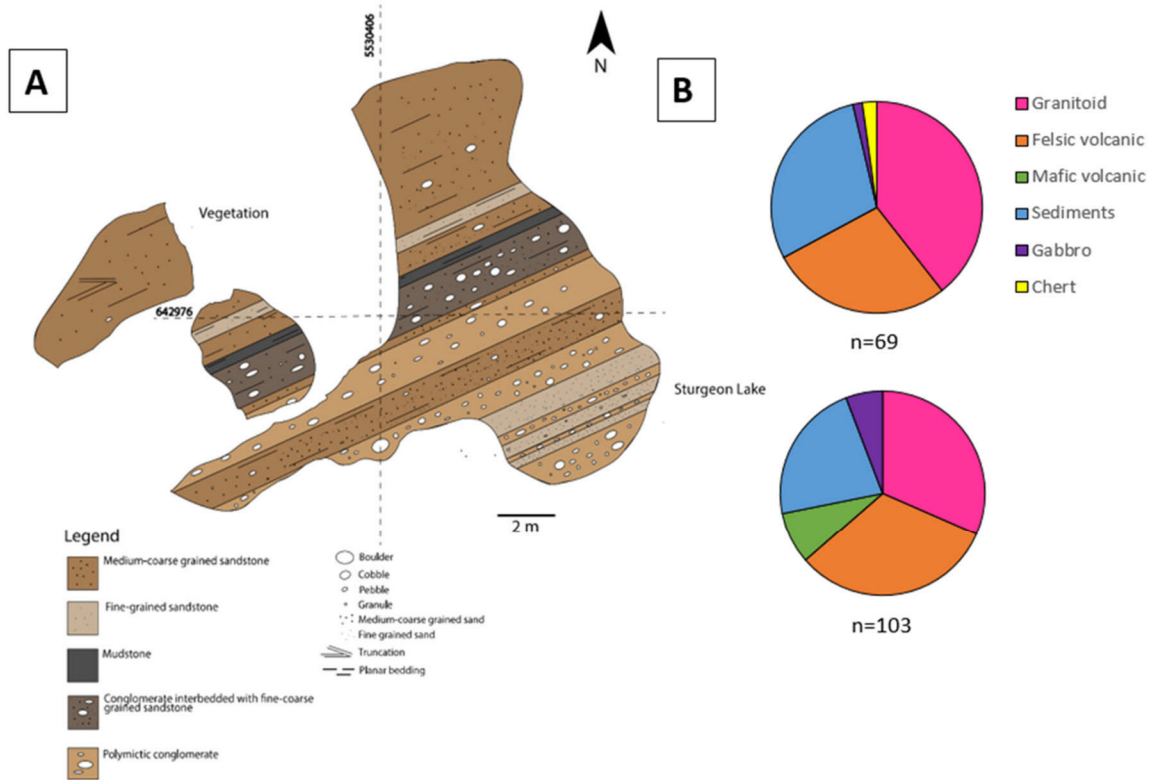 A
5530406
N
B
Vegetation
642976
Sturgeon Lake
2 m
Granitoid
Felsic volcanic
Mafic volcanic
Sediments
Gabbro
Chert
n=69
n=103
Legend
Medium-coarse grained sandstone
Fine-grained sandstone
Mudstone
Conglomerate interbedded with fine-coarse
grained sandstone
Polymictic conglomerate
Boulder
Cobble
Pebble
Granule
Medium-coarse grained sand
Fine grained sand
Truncation
Planar bedding